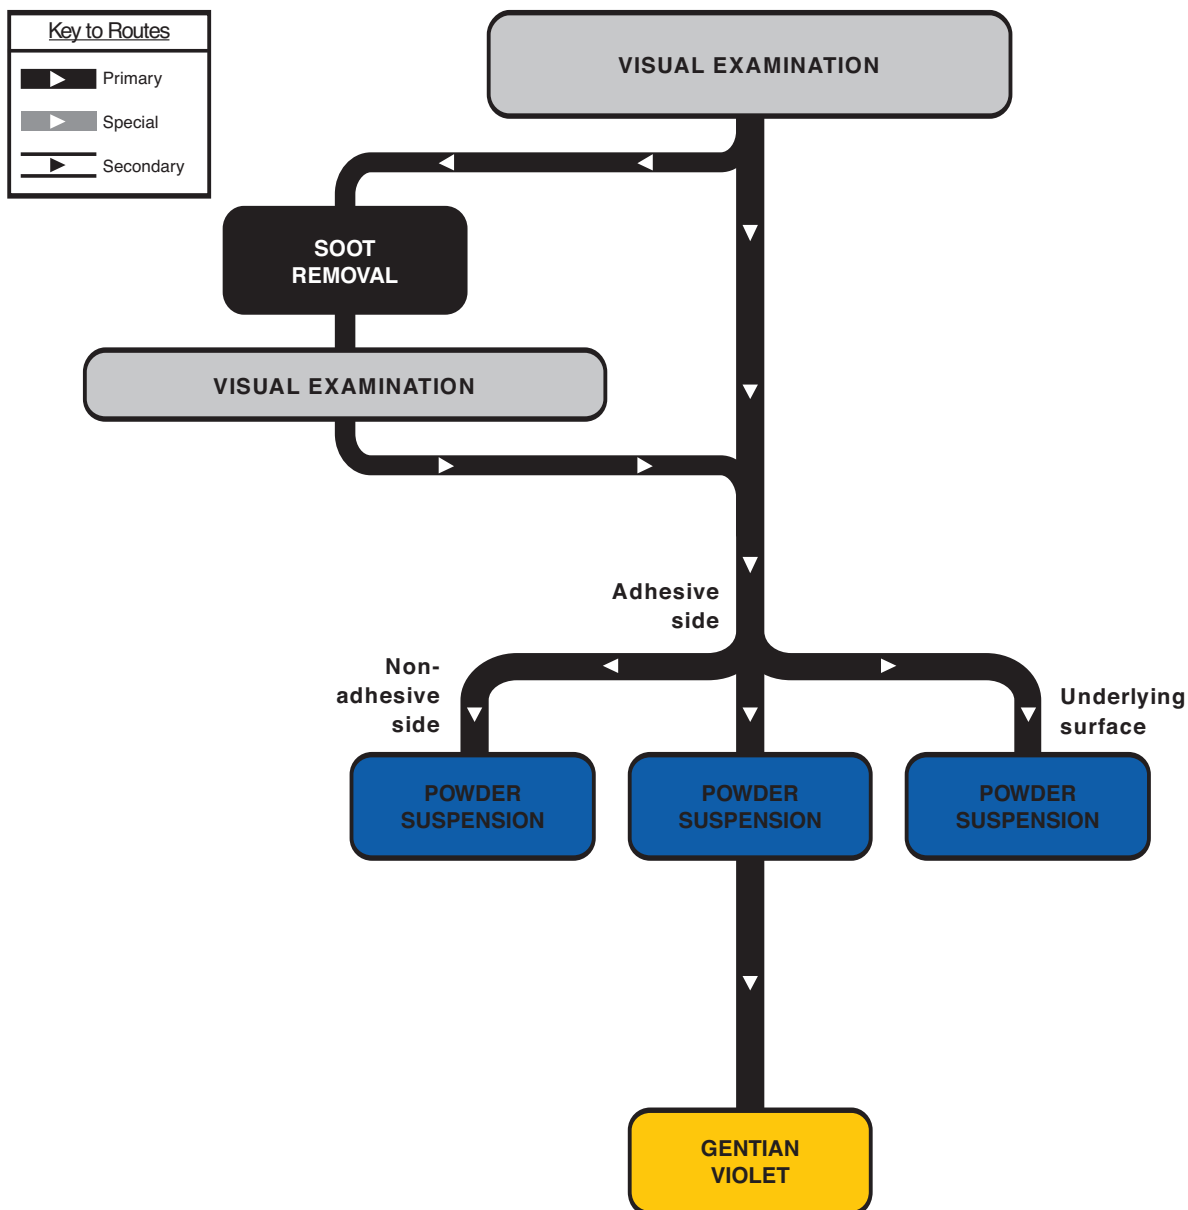 Key to Routes
Primary
Special
Secondary
VISUAL EXAMINATION
SOOT
REMOVAL
VISUAL EXAMINATION
Adhesive
side
Non-
adhesive
side
Underlying
surface
POWDER
SUSPENSION
POWDER
SUSPENSION
POWDER
SUSPENSION
GENTIAN
VIOLET